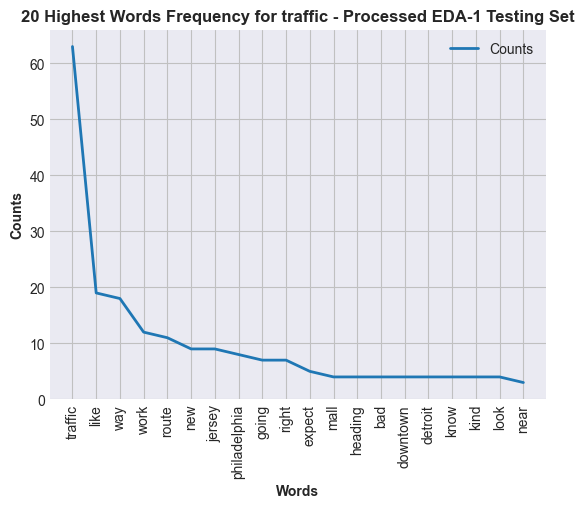 20 Highest Words Frequency for traffic - Processed EDA-1 Testing Set
Counts
60
50
40
30
20
10
0
Counts
traffic
like
way
work
route
new
jersey
philadelphia
going
right
expect
mall
heading
bad
downtown
detroit
know
kind
look
near
Words